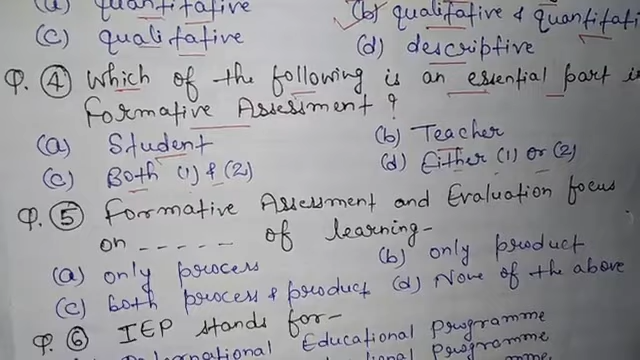 (a) quantitative (b) qualitative & quantitati
(c) qualitative (d) descriptive
Q. 4 Which of the following is an essential part in
Formative Assessment?
(a) Student (b) Teacher
(c) Both (1) & (2) (d) Either (1) or (2)
Q. 5 Formative Assessment and Evaluation focus
on ----- of learning-
(a) only process (b) only product
(c) both process & product (d) None of the above
Q. 6 IEP stands for-
Educational programme
programme